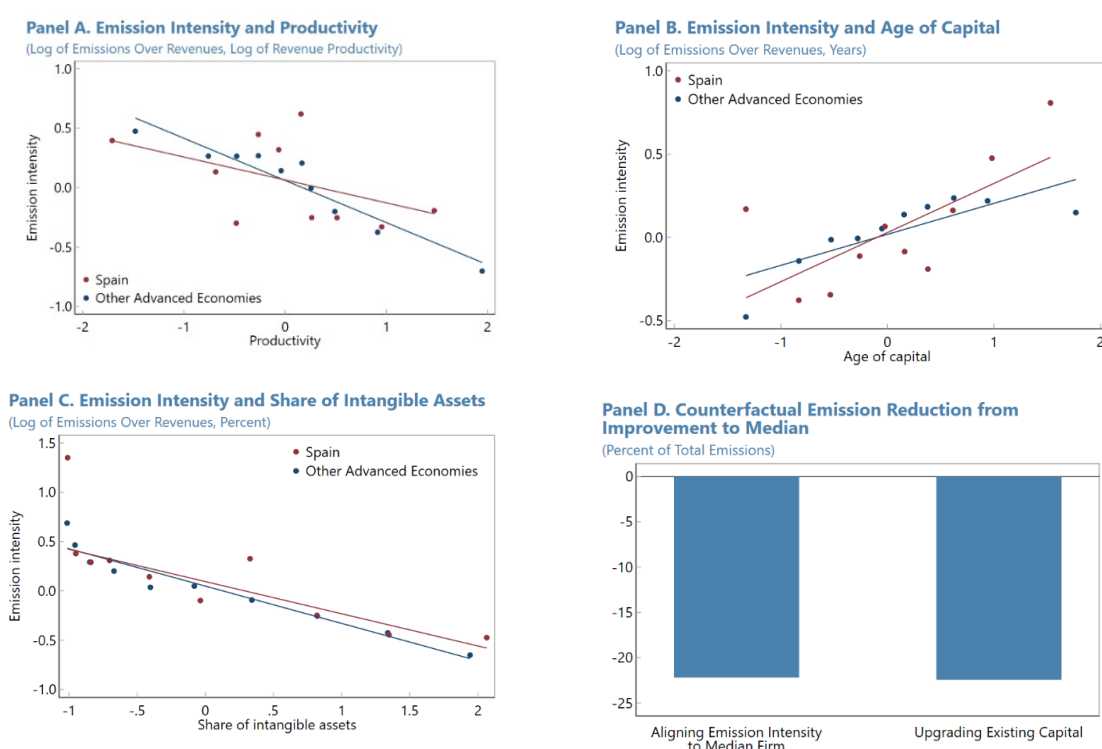 Panel A. Emission Intensity and Productivity
(Log of Emissions Over Revenues, Log of Revenue Productivity)
1.0
0.5
0.0
-0.5
-1.0
Emission intensity
Spain
Other Advanced Economies
-2 -1 0 1 2
Productivity
Panel B. Emission Intensity and Age of Capital
(Log of Emissions Over Revenues, Years)
1.0
0.5
0.0
-0.5
Emission intensity
Spain
Other Advanced Economies
-2 -1 0 1 2
Age of capital
Panel C. Emission Intensity and Share of Intangible Assets
(Log of Emissions Over Revenues, Percent)
1.5
1.0
0.5
0.0
-0.5
-1.0
Emission intensity
Spain
Other Advanced Economies
-1 -.5 0 .5 1 1.5 2
Share of intangible assets
Panel D. Counterfactual Emission Reduction from
Improvement to Median
(Percent of Total Emissions)
0
-5
-10
-15
-20
-25
Aligning Emission Intensity
to Median Firm
Upgrading Existing Capital